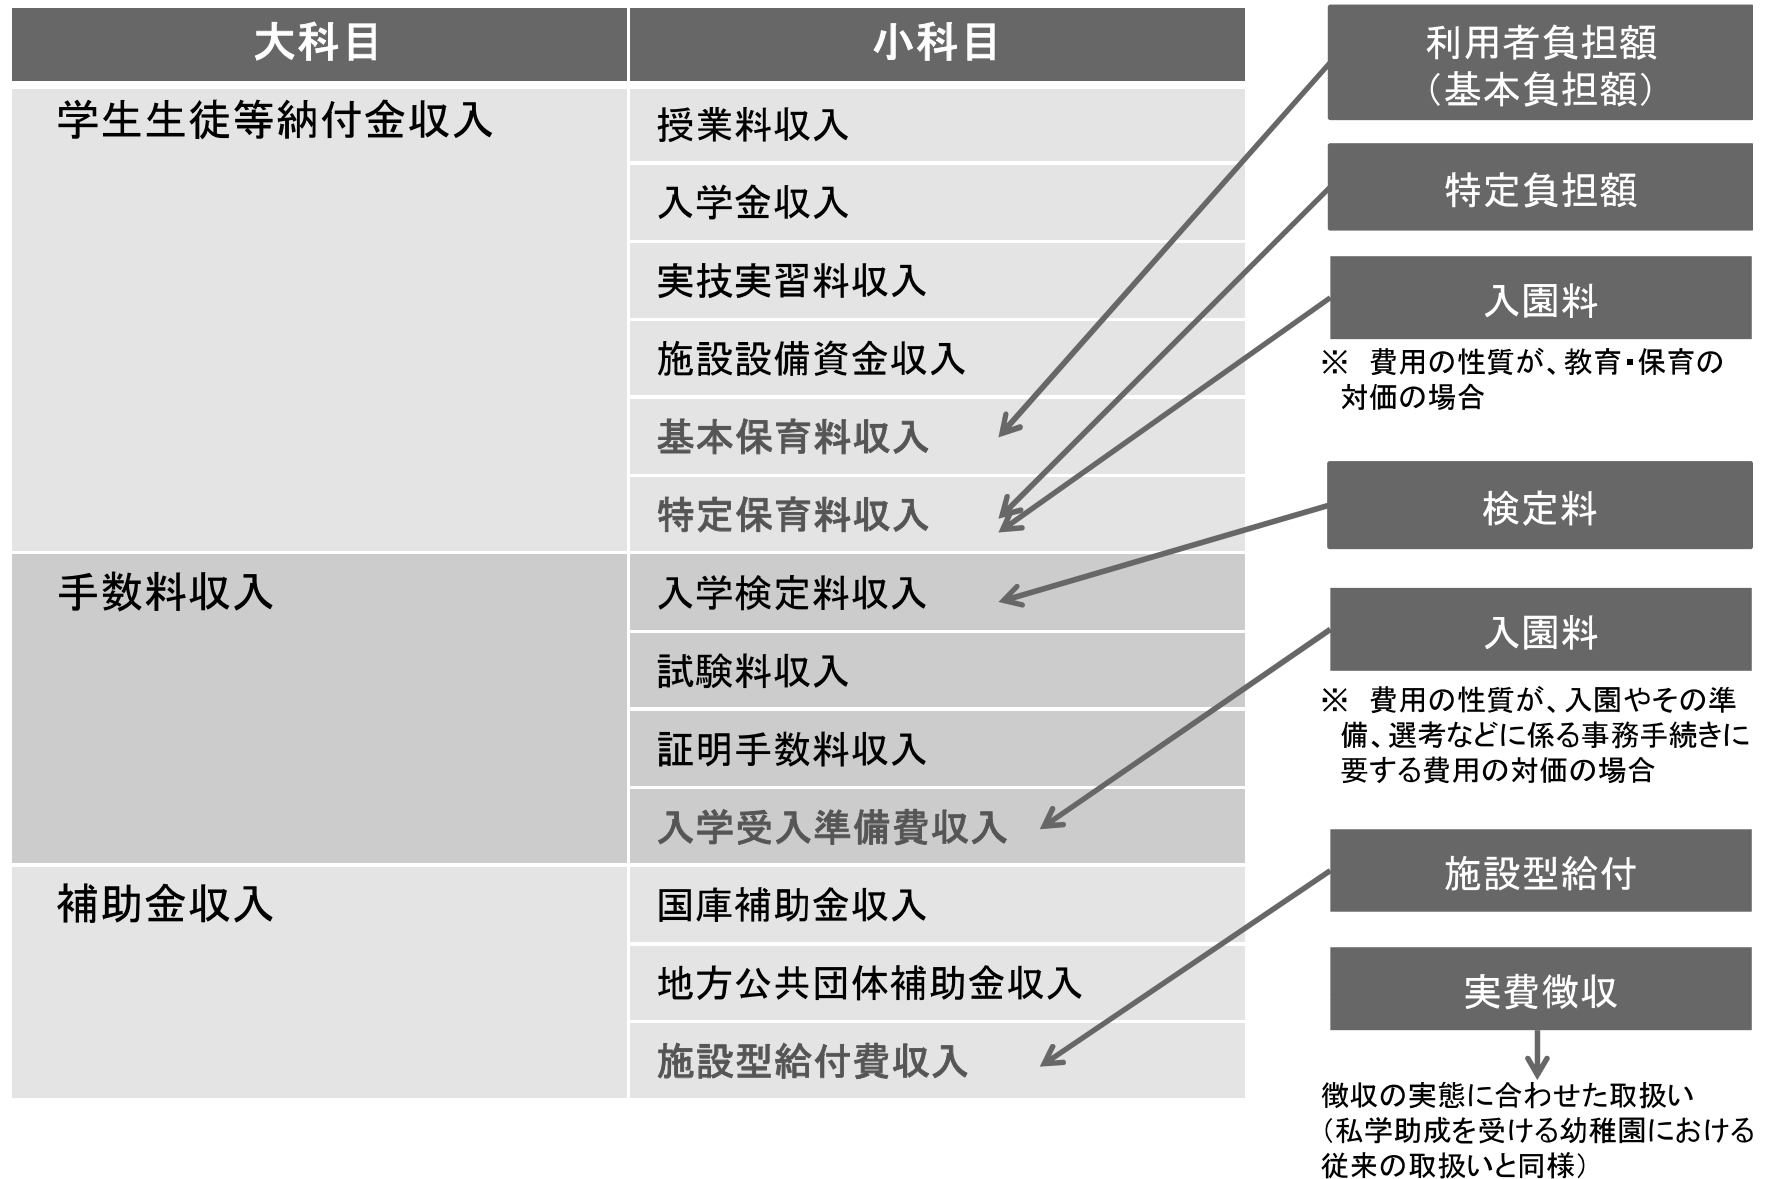 大科目
小科目
学生生徒等納付金収入
授業料収入
入学金収入
実技実習料収入
施設設備資金収入
基本保育料収入
特定保育料収入
手数料収入
入学検定料収入
試験料収入
証明手数料収入
入学受入準備費収入
補助金収入
国庫補助金収入
地方公共団体補助金収入
施設型給付費収入
利用者負担額
（基本負担額）
特定負担額
入園料
※　費用の性質が、教育・保育の
対価の場合
検定料
入園料
※　費用の性質が、入園やその準
備、選考などに係る事務手続きに
要する費用の対価の場合
施設型給付
実費徴収
徴収の実態に合わせた取扱い
（私学助成を受ける幼稚園における
従来の取扱いと同様）